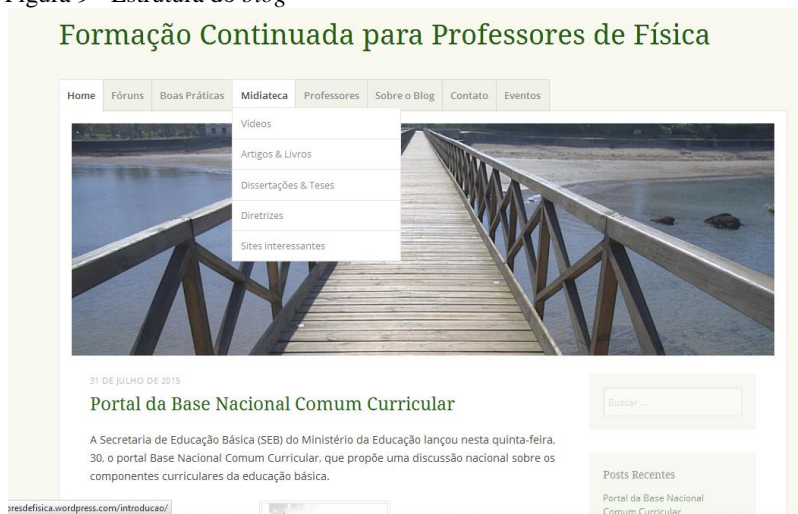 Figura 9 - Estrutura do blog
Formação Continuada para Professores de Física
Home Fóruns Boas Práticas Midiateca Professores Sobre o Blog Contato Eventos
Vídeos
Artigos & Livros
Dissertações & Teses
Diretrizes
Sites interessantes
31 DE JULHO DE 2015
Portal da Base Nacional Comum Curricular
A Secretaria de Educação Básica (SEB) do Ministério da Educação lançou nesta quinta-feira,
30, o portal Base Nacional Comum Curricular, que propõe uma discussão nacional sobre os
componentes curriculares da educação básica.
Buscar ...
Posts Recentes
Portal da Base Nacional
Comum Curricular
oresdefisica.wordpress.com/introducao/